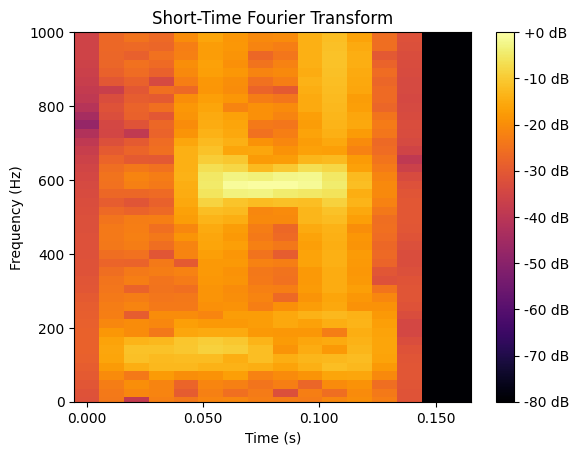 Short-Time Fourier Transform
1000
800
600
400
200
0
Frequency (Hz)
0.000
0.050
0.100
0.150
Time (s)
+0 dB
-10 dB
-20 dB
-30 dB
-40 dB
-50 dB
-60 dB
-70 dB
-80 dB